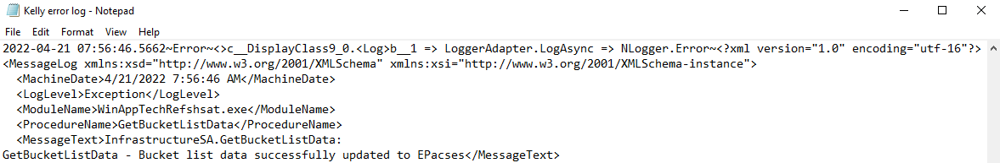 Kelly error log - Notepad
File Edit Format View Help
2022-04-21 07:56:46.5662~Error~<>c__DisplayClass9_0.<Log>b__1 => LoggerAdapter.LogAsync => NLogger.Error~<?xml version="1.0" encoding="utf-16"?>
<MessageLog xmlns:xsd="http://www.w3.org/2001/XMLSchema" xmlns:xsi="http://www.w3.org/2001/XMLSchema-instance">
<MachineDate>4/21/2022 7:56:46 AM</MachineDate>
<LogLevel>Exception</LogLevel>
<ModuleName>WinAppTechRefshsat.exe</ModuleName>
<ProcedureName>GetBucketListData</ProcedureName>
<MessageText>InfrastructureSA.GetBucketListData:
GetBucketListData - Bucket list data successfully updated to EPacses</MessageText>